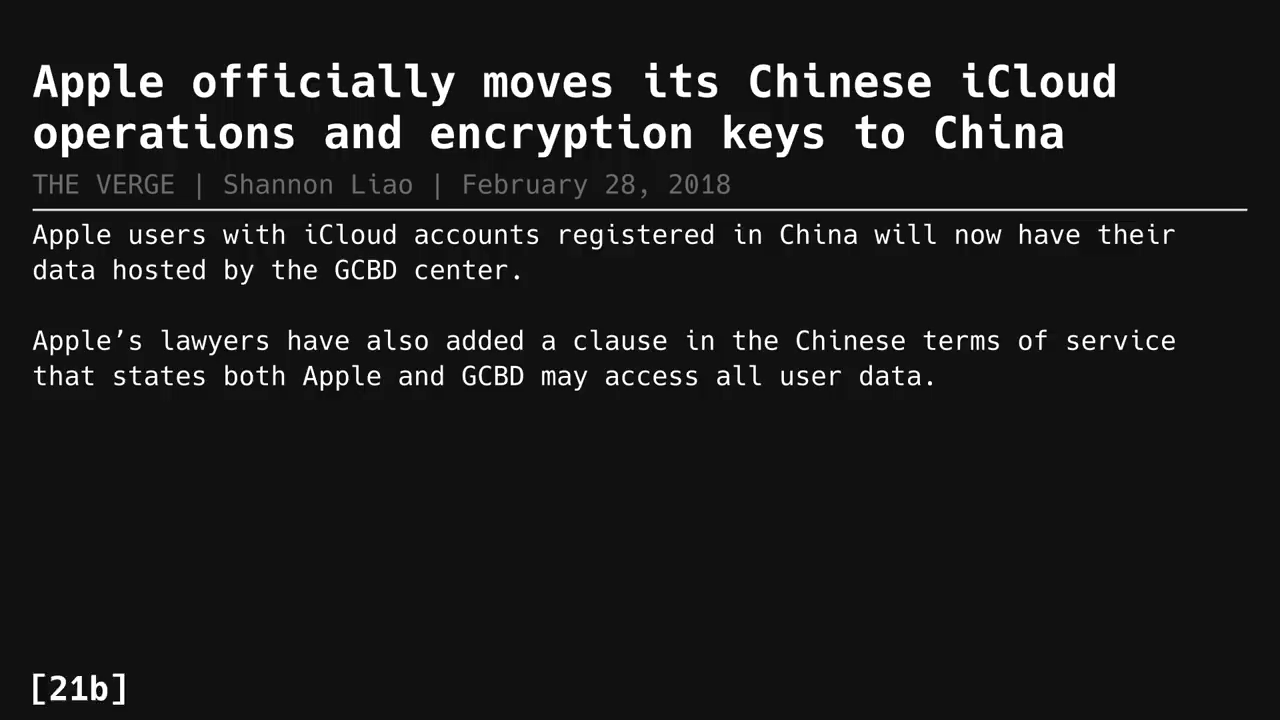 Apple officially moves its Chinese iCloud
operations and encryption keys to China
THE VERGE | Shannon Liao | February 28, 2018
Apple users with iCloud accounts registered in China will now have their
data hosted by the GCBD center.
Apple’s lawyers have also added a clause in the Chinese terms of service
that states both Apple and GCBD may access all user data.
[21b]